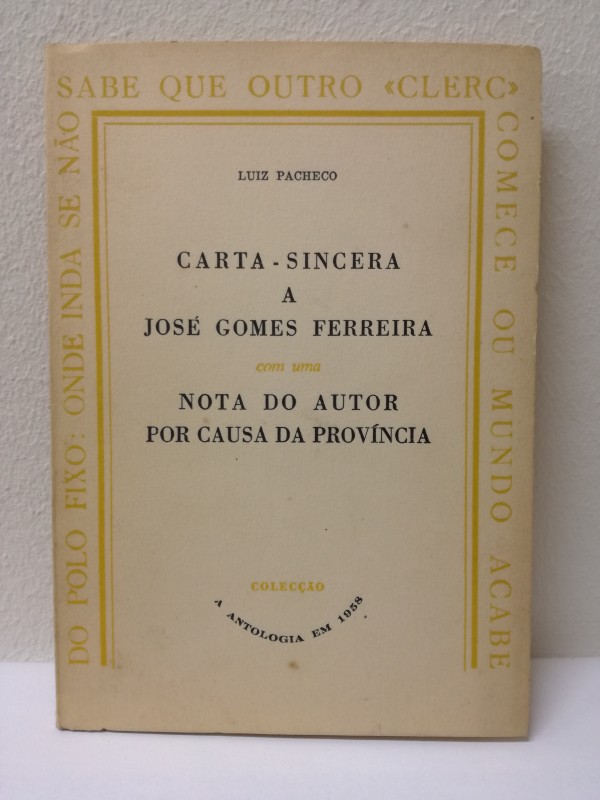 DO POLO FIXO: ONDE INDA SE NÃO
SABE QUE OUTRO «CLERC»
COMECE OU MUNDO ACABE
LUIZ PACHECO
CARTA - SINCERA
A
JOSÉ GOMES FERREIRA
com uma
NOTA DO AUTOR
POR CAUSA DA PROVÍNCIA
COLECÇÃO
A ANTOLOGIA EM 1958